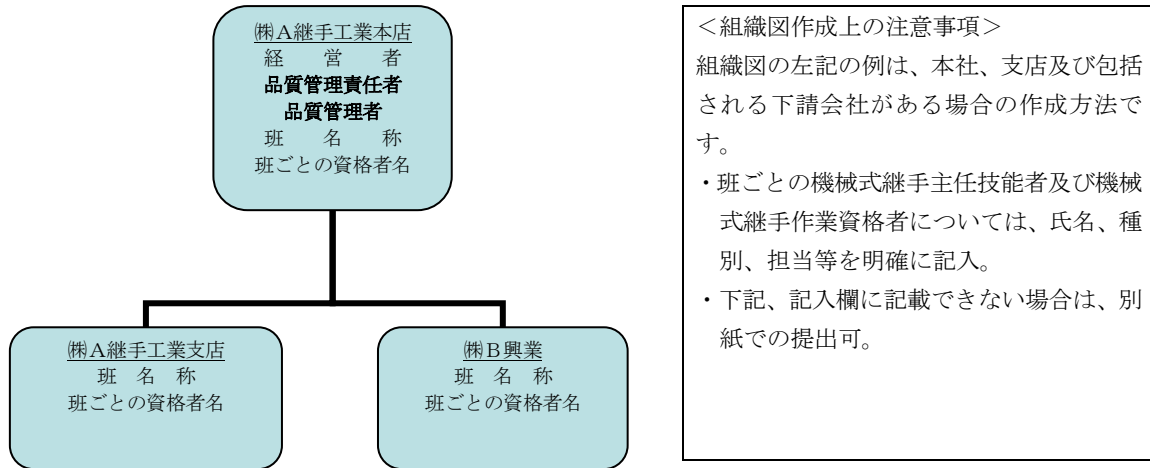 ㈱Ａ継手工業本店
経　営　者
品質管理責任者
品質管理者
班　名　称
班ごとの資格者名
㈱Ａ継手工業支店
班　名　称
班ごとの資格者名
㈱Ｂ興業
班　名　称
班ごとの資格者名
＜組織図作成上の注意事項＞
組織図の左記の例は、本社、支店及び包括
される下請会社がある場合の作成方法で
す。
・班ごとの機械式継手主任技能者及び機械
式継手作業資格者については、氏名、種
別、担当等を明確に記入。
・下記、記入欄に記載できない場合は、別
紙での提出可。